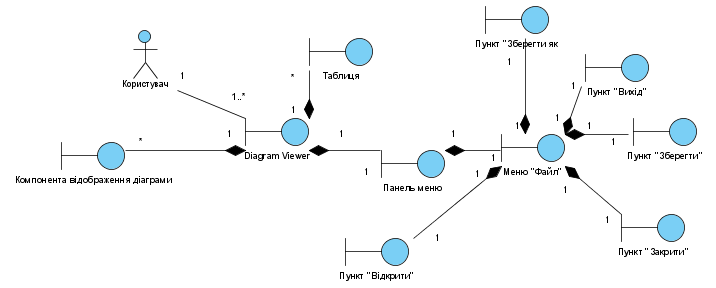 Пункт "Зберегти як
1
Користувач
1
1..*
*
Таблиця
1
Пункт "Вихід"
1
1
1
*
1
Diagram Viewer
1
1
1
1
1
1
Пункт "Зберегти"
Компонента відображення діаграми
Панель меню
Меню "Файл"
1
1
1
1
Пункт "Відкрити"
Пункт "Закрити"